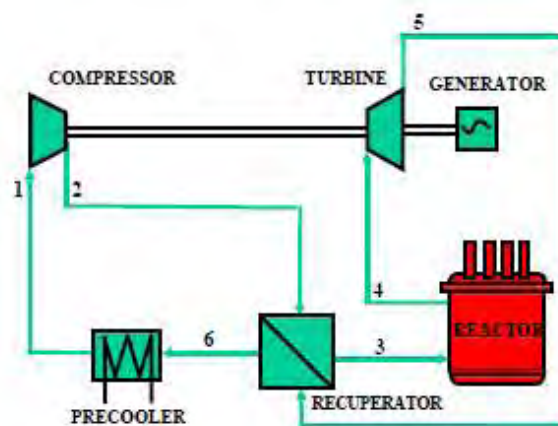 5
COMPRESSOR
TURBINE
GENERATOR
1
2
4
REACTOR
6
3
PRECOOLER
RECUPERATOR